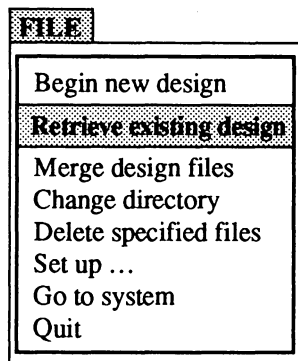 FILE
Begin new design
Retrieve existing design
Merge design files
Change directory
Delete specified files
Set up ...
Go to system
Quit